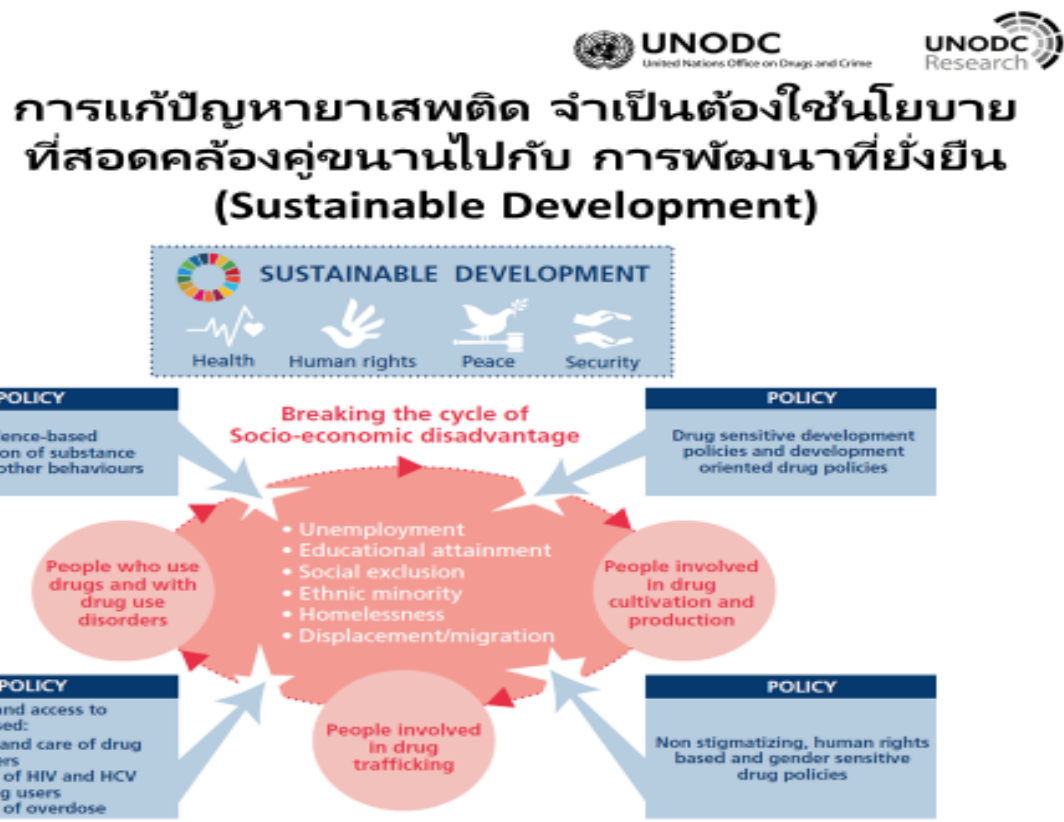 UNODC
United Nations Office on Drugs and Crime
UNODC
Research
การแก้ปัญหายาเสพติด จำเป็นต้องใช้นโยบาย
ที่สอดคล้องคู่ขนานไปกับ การพัฒนาที่ยั่งยืน
(Sustainable Development)
SUSTAINABLE DEVELOPMENT
Health
Human rights
Peace
Security
POLICY
ence-based
on of substance
other behaviours
Breaking the cycle of
Socio-economic disadvantage
POLICY
Drug sensitive development
policies and development
oriented drug policies
• Unemployment
• Educational attainment
• Social exclusion
• Ethnic minority
• Homelessness
• Displacement/migration
People who use
drugs and with
drug use
disorders
People involved
in drug
cultivation and
production
People involved
in drug
trafficking
POLICY
and access to
sed:
and care of drug
ers
of HIV and HCV
g users
of overdose
POLICY
Non stigmatizing, human rights
based and gender sensitive
drug policies